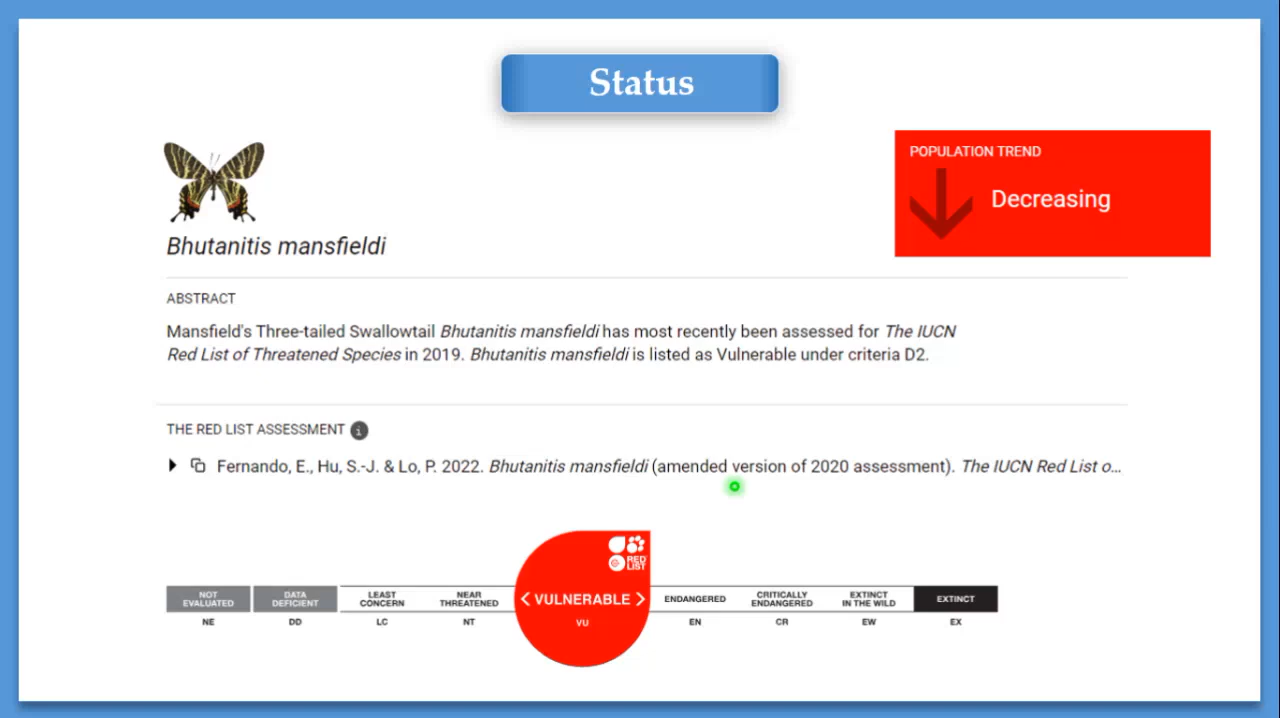 Status
POPULATION TREND
Decreasing
Bhutanitis mansfieldi
ABSTRACT
Mansfield's Three-tailed Swallowtail Bhutanitis mansfieldi has most recently been assessed for The IUCN
Red List of Threatened Species in 2019. Bhutanitis mansfieldi is listed as Vulnerable under criteria D2.
THE RED LIST ASSESSMENT i
Fernando, E., Hu, S.-J. & Lo, P. 2022. Bhutanitis mansfieldi (amended version of 2020 assessment). The IUCN Red List o...
RED
LIST
NOT
EVALUATED
NE
DATA
DEFICIENT
DD
LEAST
CONCERN
LC
NEAR
THREATENED
NT
< VULNERABLE >
VU
ENDANGERED
EN
CRITICALLY
ENDANGERED
CR
EXTINCT
IN THE WILD
EW
EXTINCT
EX